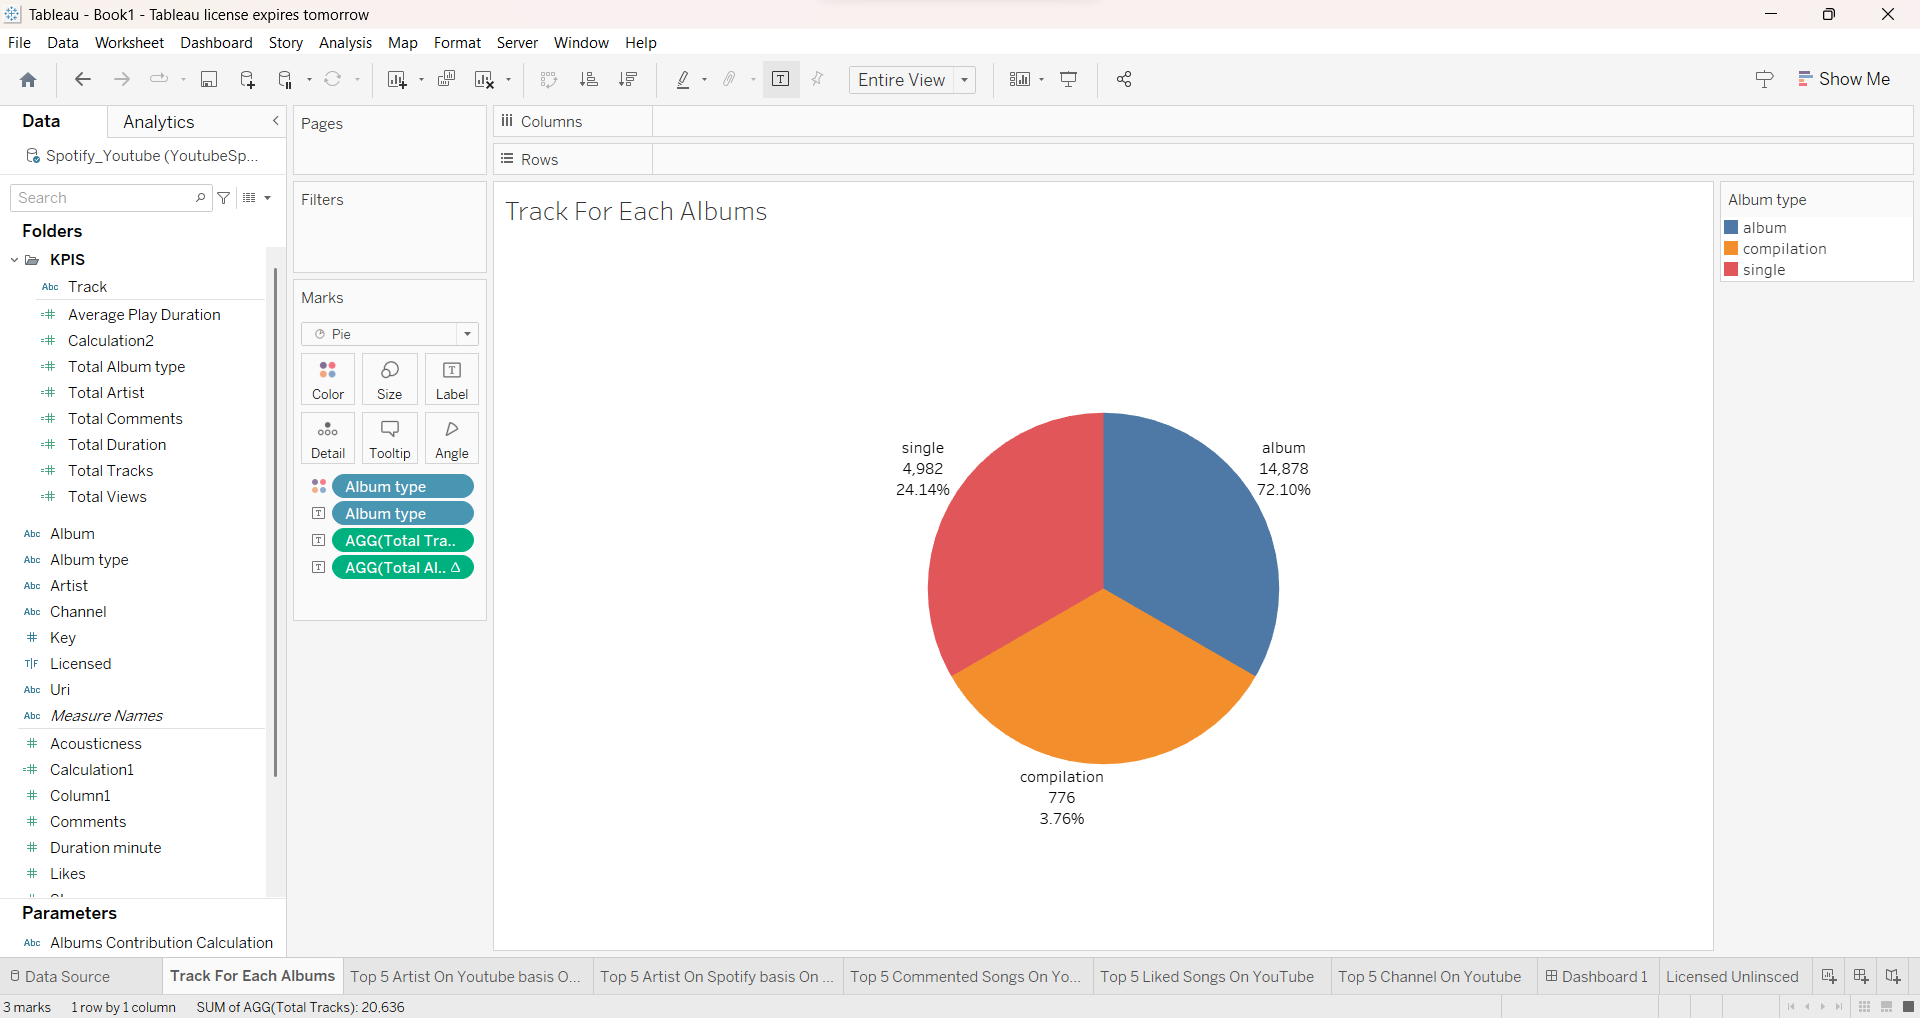 Tableau - Book1 - Tableau license expires tomorrow
File Data Worksheet Dashboard Story Analysis Map Format Server Window Help
Entire View
Show Me
Data
Analytics
Spotify_Youtube (YoutubeSp...
Search
Folders
KPIS
Abc Track
Average Play Duration
Calculation2
Total Album type
Total Artist
Total Comments
Total Duration
Total Tracks
Total Views
Abc Album
Abc Album type
Abc Artist
Abc Channel
# Key
T|F Licensed
Abc Uri
Abc Measure Names
# Acousticness
Calculation1
# Column1
# Comments
# Duration minute
# Likes
Parameters
Abc Albums Contribution Calculation
Pages
Filters
Marks
Pie
Color Size Label
Detail Tooltip Angle
Album type
Album type
AGG(Total Tra..
AGG(Total Al.. Δ
Columns
Rows
Track For Each Albums
single
4,982
24.14%
album
14,878
72.10%
compilation
776
3.76%
Album type
album
compilation
single
Data Source
Track For Each Albums
Top 5 Artist On Youtube basis O...
Top 5 Artist On Spotify basis On ...
Top 5 Commented Songs On Yo...
Top 5 Liked Songs On YouTube
Top 5 Channel On Youtube
Dashboard 1
Licensed Unlinsced
3 marks 1 row by 1 column SUM of AGG(Total Tracks): 20,636